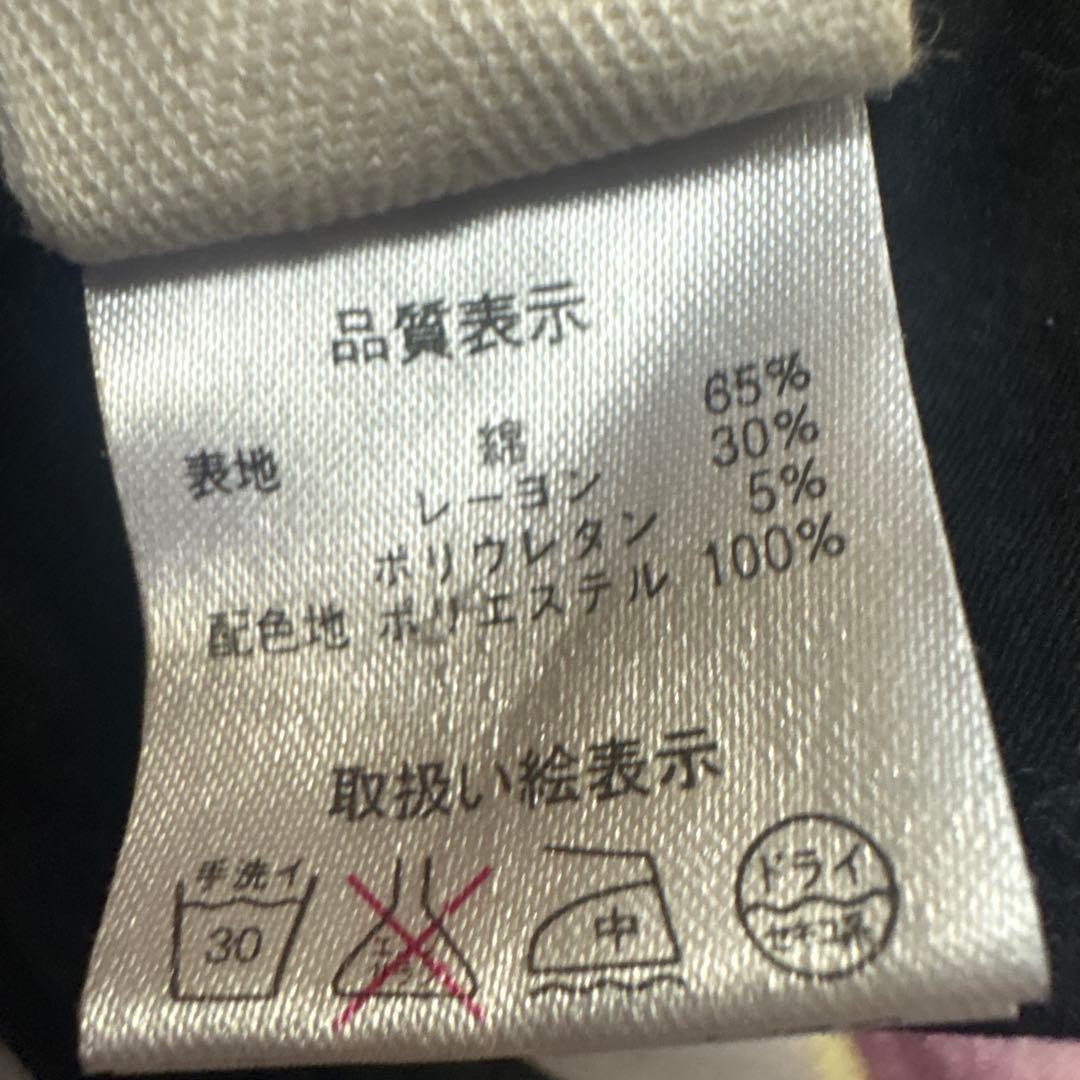 品質表示
表地 綿 65%
レーヨン 30%
ポリウレタン 5%
配色地 ポリエステル 100%
取扱い絵表示
手洗イ
30
中
ドライ
セキユ系